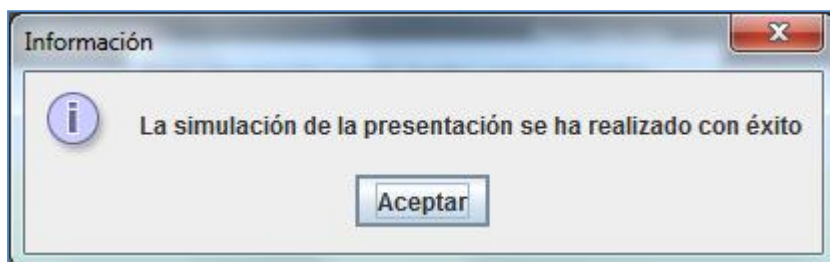 Información
La simulación de la presentación se ha realizado con éxito
Aceptar